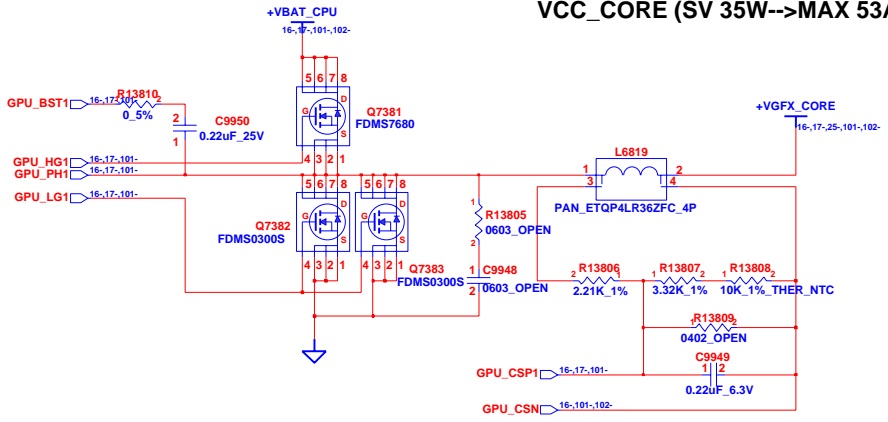 VCC_CORE (SV 35W-->MAX 53A
+VBAT_CPU
16-,17-,101-,102-
5 6 7 8
D
G
S
4 3 2 1
Q7381
FDMS7680
GPU_BST1
16-,17-,101-
R13810
2
0_5%
2
1
C9950
0.22uF_25V
+VGFX_CORE
16-,17-,25-,101-,102-
GPU_HG1
16-,17-,101-
GPU_PH1
16-,17-,101-
GPU_LG1
16-,17-,101-
L6819
1
2
3
4
PAN_ETQP4LR36ZFC_4P
5 6 7 8
D
G
S
4 3 2 1
Q7382
FDMS0300S
5 6 7 8
D
G
S
4 3 2 1
Q7383
FDMS0300S
1
R13805
0603_OPEN
2
1
C9948
2
0603_OPEN
2
R13806
1
2.21K_1%
1
R13807
2
3.32K_1%
1
R13808
2
10K_1%_THER_NTC
1
R13809
2
0402_OPEN
C9949
1 2
0.22uF_6.3V
GPU_CSP1
16-,17-,101-
GPU_CSN
16-,101-,102-